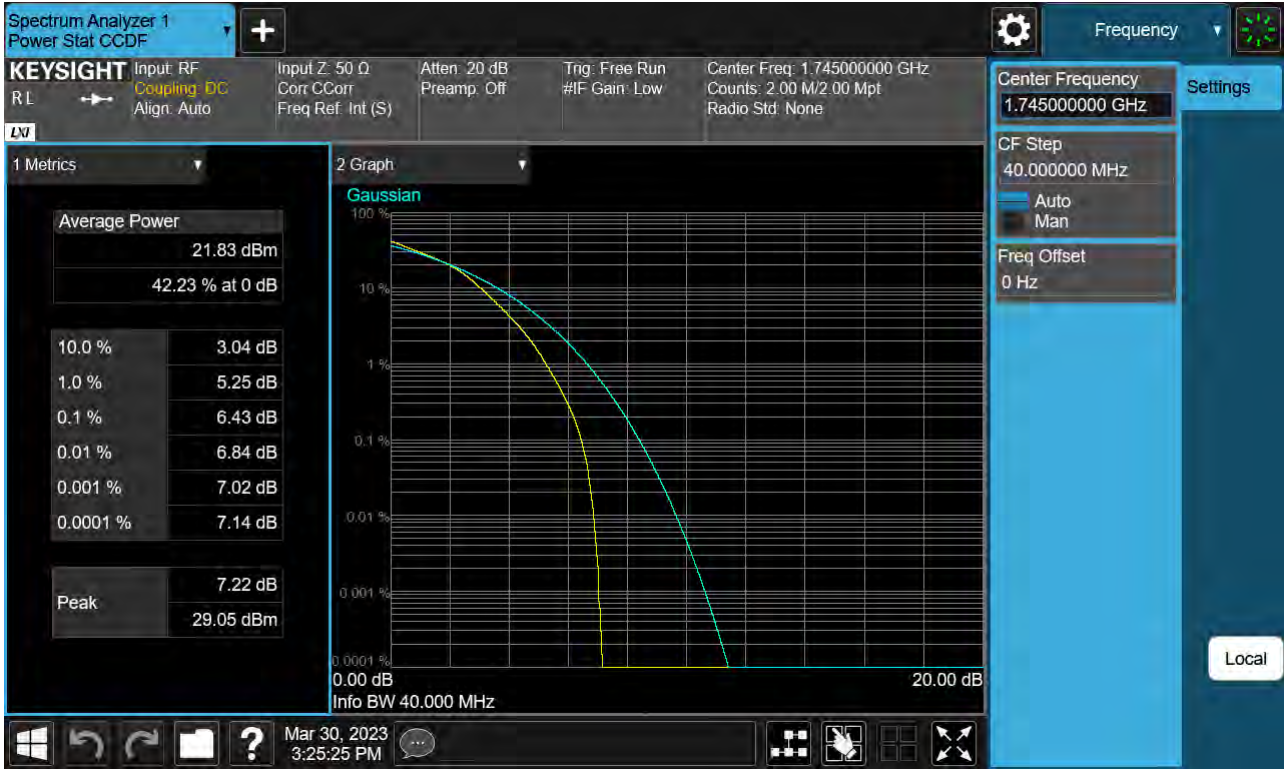 Spectrum Analyzer 1
Power Stat CCDF
+
Frequency
KEYSIGHT
R L
LXI
Input: RF
Coupling: DC
Align: Auto
Input Z: 50 Ω
Corr CCorr
Freq Ref: Int (S)
Atten: 20 dB
Preamp: Off
Trig: Free Run
#IF Gain: Low
Center Freq: 1.745000000 GHz
Counts: 2.00 M/2.00 Mpt
Radio Std: None
Center Frequency
1.745000000 GHz
Settings
CF Step
40.000000 MHz
Auto
Man
Freq Offset
0 Hz
Local
1 Metrics
Average Power
21.83 dBm
42.23 % at 0 dB
10.0 % 3.04 dB
1.0 % 5.25 dB
0.1 % 6.43 dB
0.01 % 6.84 dB
0.001 % 7.02 dB
0.0001 % 7.14 dB
Peak
7.22 dB
29.05 dBm
2 Graph
Gaussian
100 %
10 %
1 %
0.1 %
0.01 %
0.001 %
0.0001 %
0.00 dB
20.00 dB
Info BW 40.000 MHz
?
Mar 30, 2023
3:25:25 PM